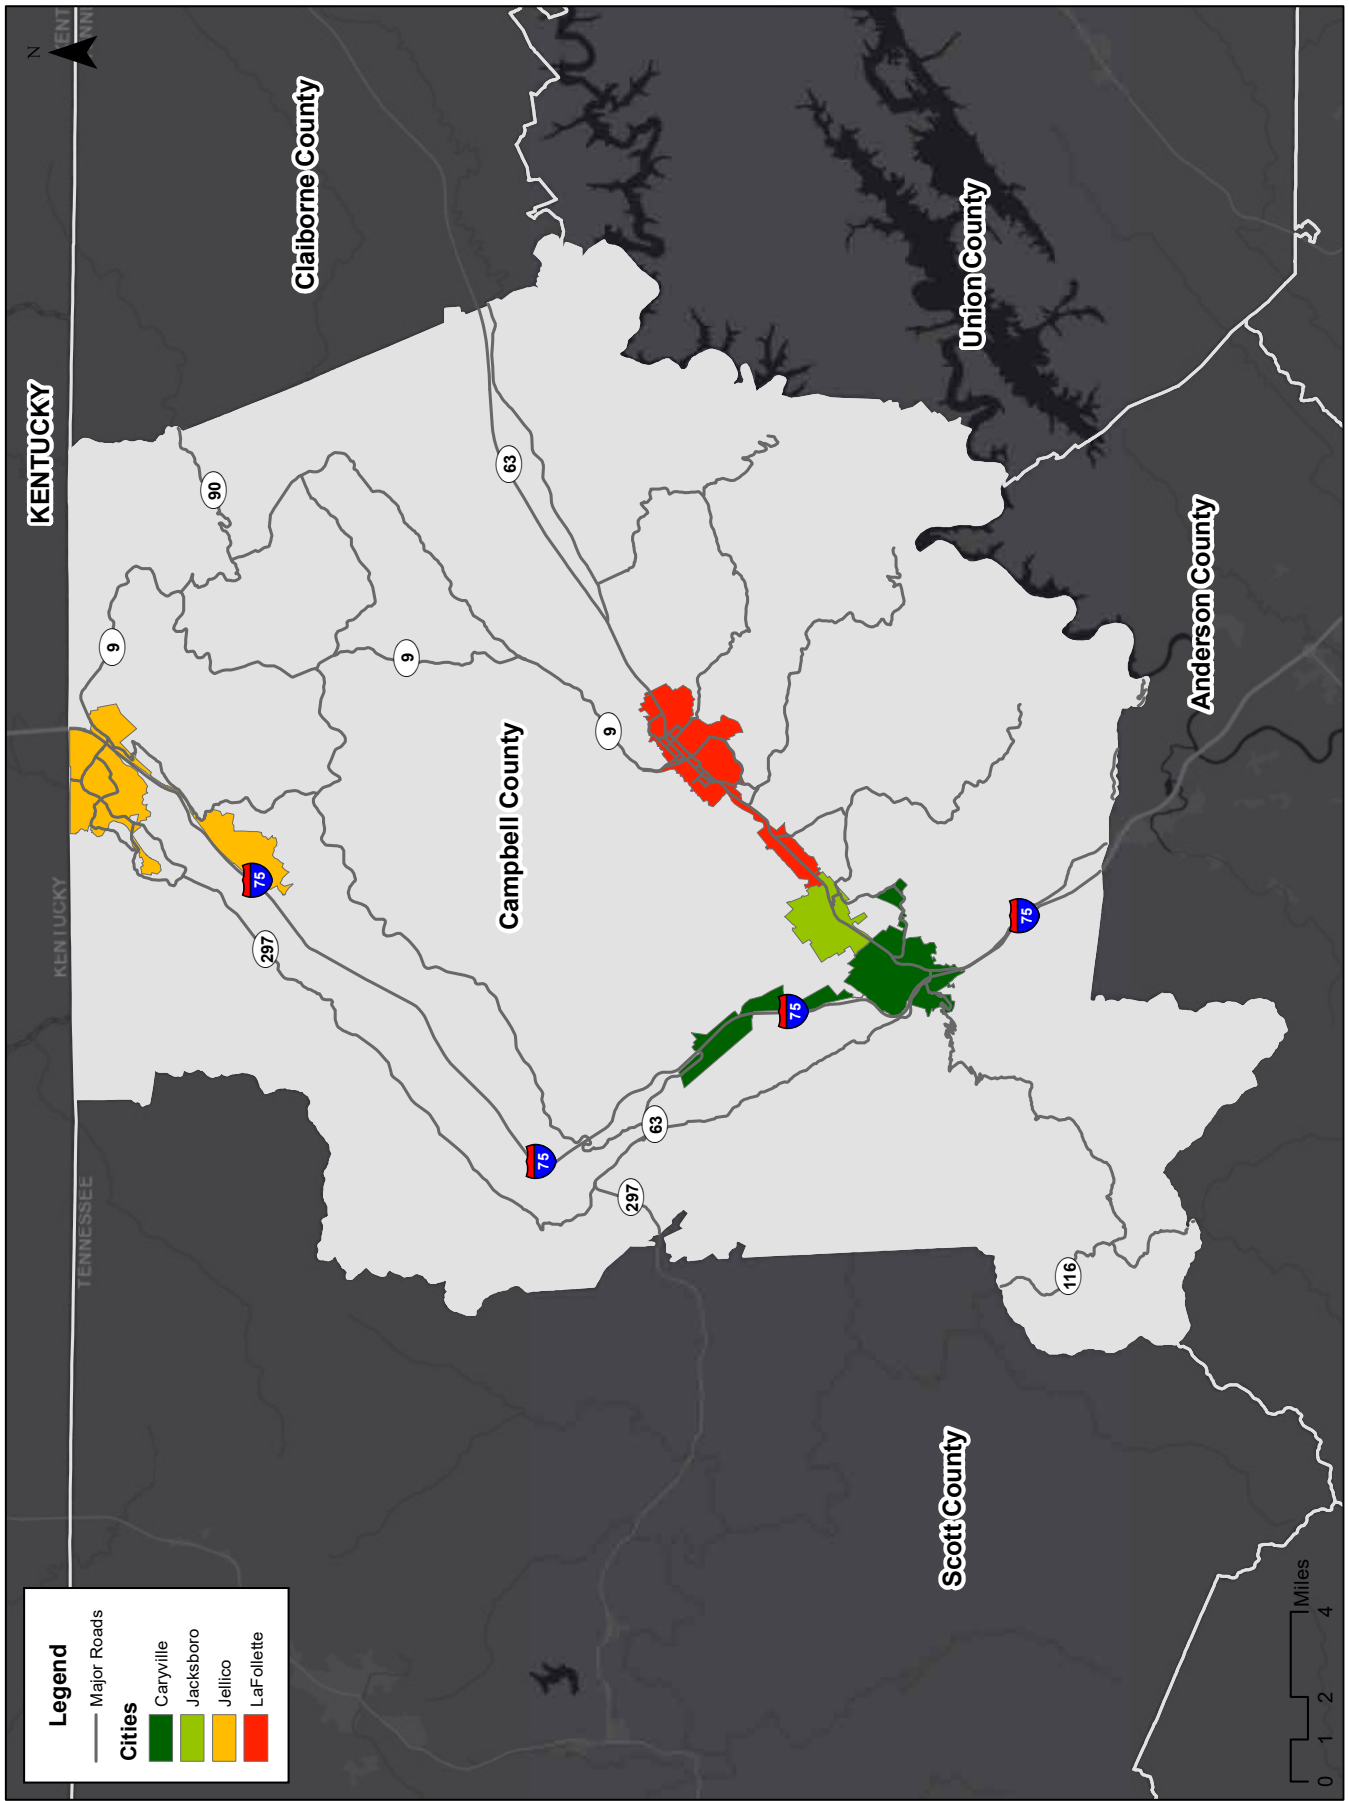 Legend
Major Roads
Cities
Caryville
Jacksboro
Jellico
LaFollette
TENNESSEE
KENTUCKY
KENTUCKY
KENT
NN
N
Claiborne County
Campbell County
Union County
Anderson County
Scott County
9
90
9
63
9
75
297
75
63
297
75
75
116
0 1 2 4
Miles